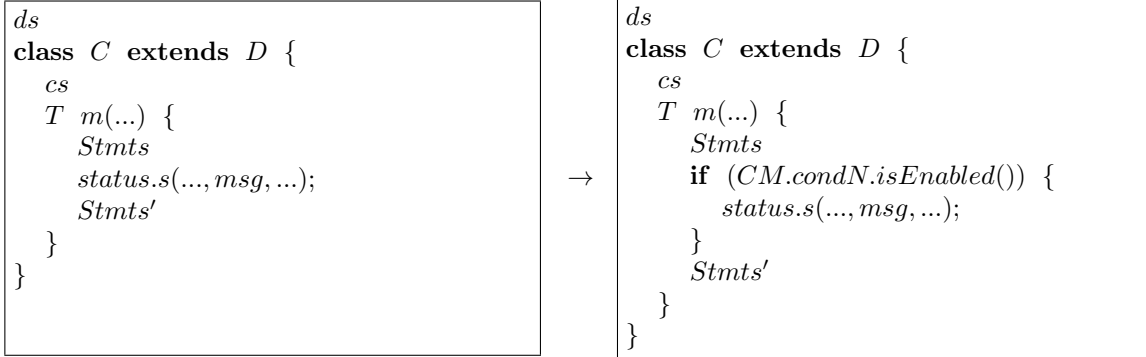 ds
class C extends D {
cs
T m(...) {
Stmts
status.s(..., msg, ...);
Stmts′
}
}
→
ds
class C extends D {
cs
T m(...) {
Stmts
if (CM.condN.isEnabled()) {
status.s(..., msg, ...);
}
Stmts′
}
}